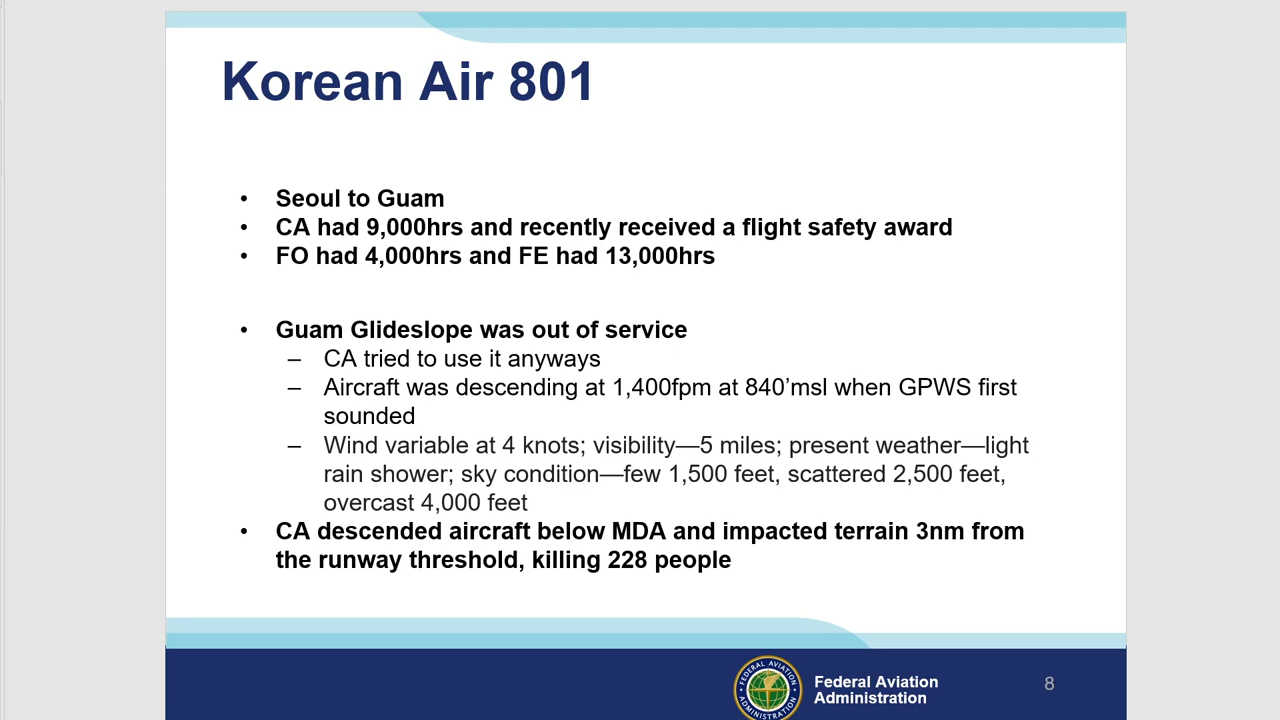 Korean Air 801
• Seoul to Guam
• CA had 9,000hrs and recently received a flight safety award
• FO had 4,000hrs and FE had 13,000hrs
• Guam Glideslope was out of service
– CA tried to use it anyways
– Aircraft was descending at 1,400fpm at 840’msl when GPWS first
sounded
– Wind variable at 4 knots; visibility—5 miles; present weather—light
rain shower; sky condition—few 1,500 feet, scattered 2,500 feet,
overcast 4,000 feet
• CA descended aircraft below MDA and impacted terrain 3nm from
the runway threshold, killing 228 people
FEDERAL AVIATION
ADMINISTRATION
Federal Aviation
Administration
8